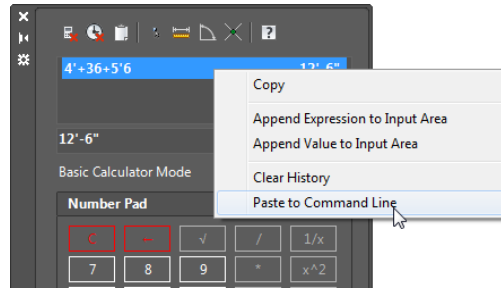 4'+36+5'6 12'-6"
Copy
Append Expression to Input Area
12'-6"
Append Value to Input Area
Basic Calculator Mode
Clear History
Number Pad
Paste to Command Line
C ← √ / 1/x
7 8 9 * x^2